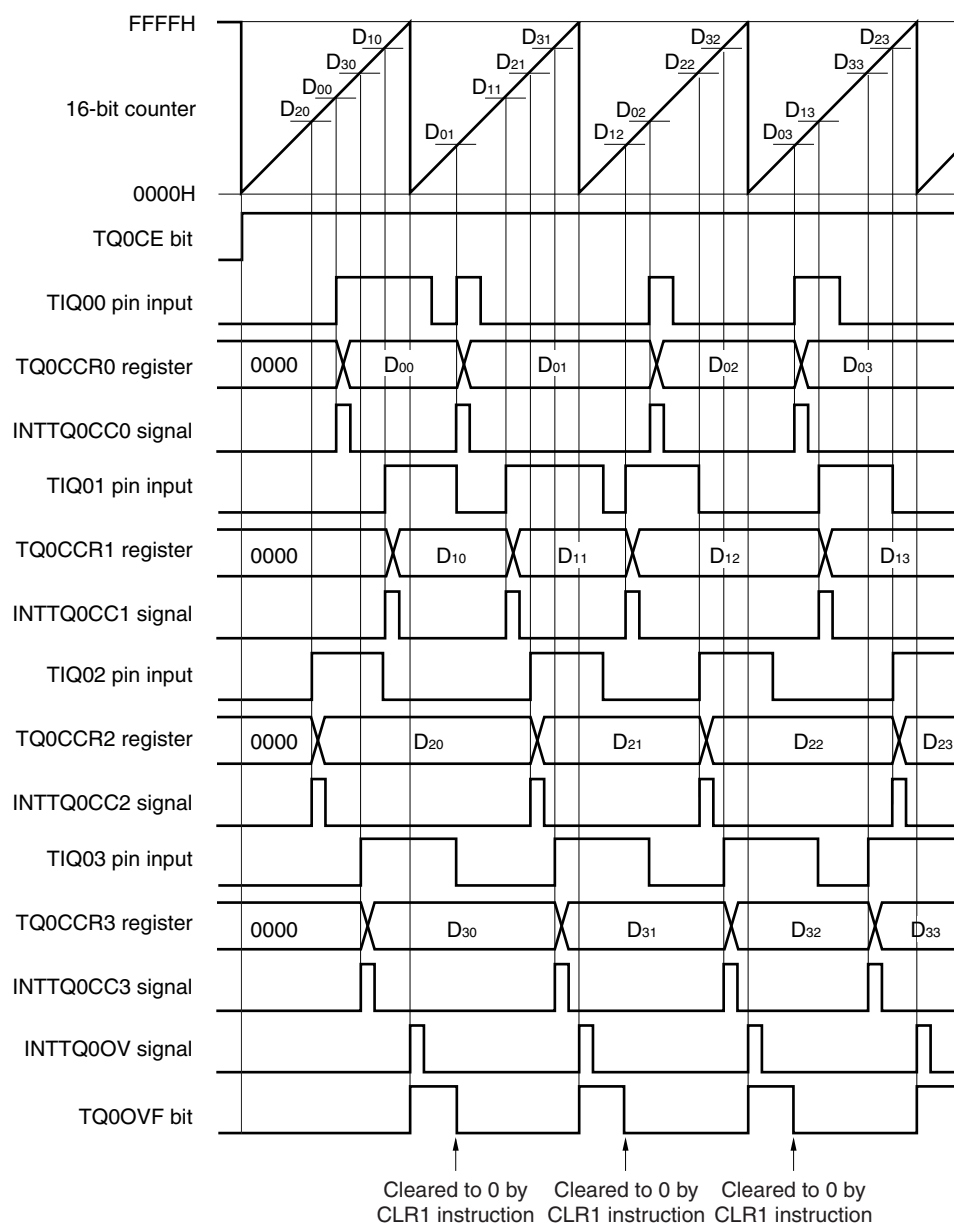 FFFFH
D10
D31
D32
D23
D30
D21
D22
D33
D00
D11
16-bit counter
D20
D02
D13
D01
D12
D03
0000H
TQ0CE bit
TIQ00 pin input
TQ0CCR0 register
0000
D00
D01
D02
D03
INTTQ0CC0 signal
TIQ01 pin input
TQ0CCR1 register
0000
D10
D11
D12
D13
INTTQ0CC1 signal
TIQ02 pin input
TQ0CCR2 register
0000
D20
D21
D22
D23
INTTQ0CC2 signal
TIQ03 pin input
TQ0CCR3 register
0000
D30
D31
D32
D33
INTTQ0CC3 signal
INTTQ0OV signal
TQ0OVF bit
Cleared to 0 by
CLR1 instruction
Cleared to 0 by
CLR1 instruction
Cleared to 0 by
CLR1 instruction